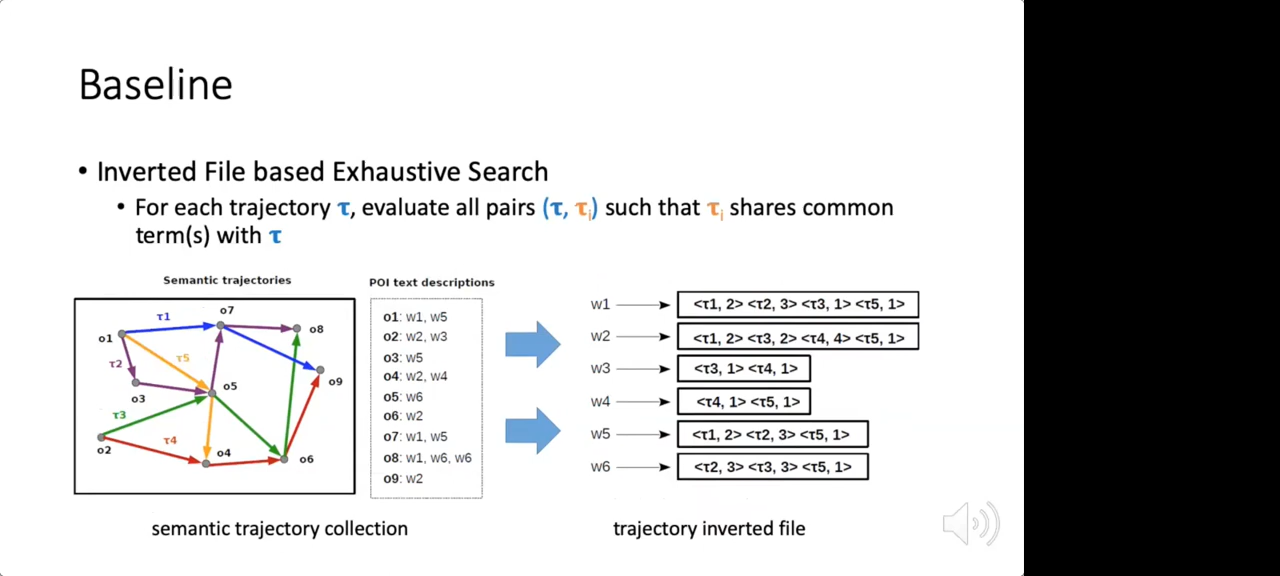 Baseline
• Inverted File based Exhaustive Search
• For each trajectory τ, evaluate all pairs (τ, τi) such that τi shares common
term(s) with τ
Semantic trajectories
o1
o7
o8
o9
o5
o3
o2
o4
o6
τ1
τ2
τ5
τ3
τ4
POI text descriptions
o1: w1, w5
o2: w2, w3
o3: w5
o4: w2, w4
o5: w6
o6: w2
o7: w1, w5
o8: w1, w6, w6
o9: w2
w1 <τ1, 2> <τ2, 3> <τ3, 1> <τ5, 1>
w2 <τ1, 2> <τ3, 2> <τ4, 4> <τ5, 1>
w3 <τ3, 1> <τ4, 1>
w4 <τ4, 1> <τ5, 1>
w5 <τ1, 2> <τ2, 3> <τ5, 1>
w6 <τ2, 3> <τ3, 3> <τ5, 1>
semantic trajectory collection
trajectory inverted file